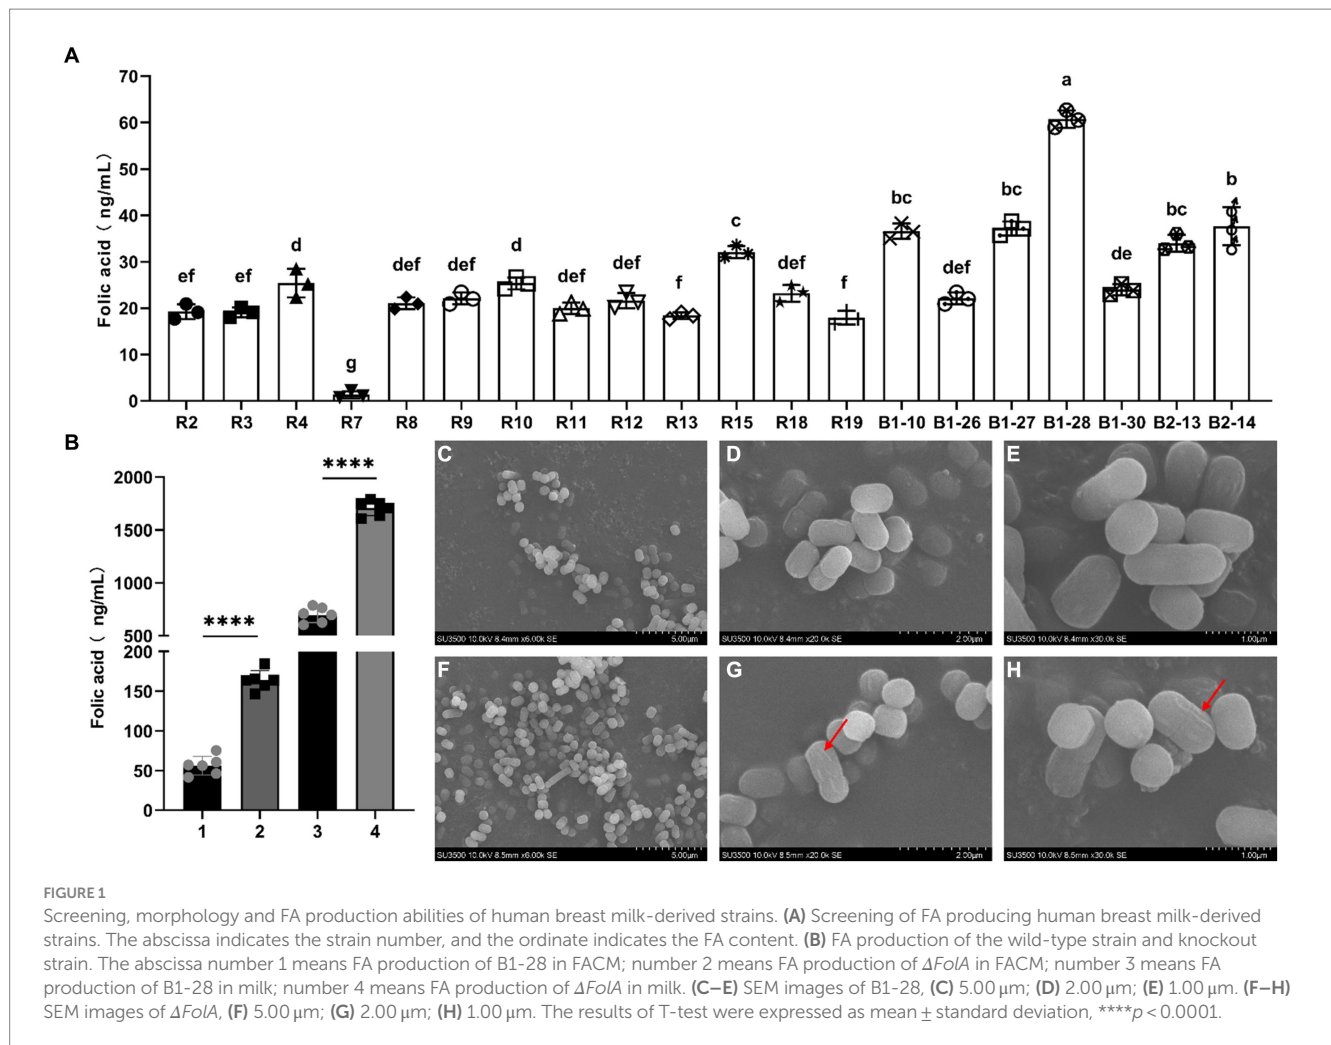 A
Folic acid ( ng/mL)
70
60
50
40
30
20
10
0
ef
ef
d
g
def
def
d
def
def
f
c
def
f
bc
def
bc
a
de
bc
b
R2 R3 R4 R7 R8 R9 R10 R11 R12 R13 R15 R18 R19 B1-10 B1-26 B1-27 B1-28 B1-30 B2-13 B2-14
B
Folic acid ( ng/mL)
2000
1500
1000
500
200
150
100
50
0
****
****
1 2 3 4
C
SU3500 10.0kV 8.4mm x6.00k SE 5.00µm
D
SU3500 10.0kV 8.4mm x20.0k SE 2.00µm
E
SU3500 10.0kV 8.4mm x30.0k SE 1.00µm
F
SU3500 10.0kV 8.5mm x6.00k SE 5.00µm
G
SU3500 10.0kV 8.5mm x20.0k SE 2.00µm
H
SU3500 10.0kV 8.5mm x30.0k SE 1.00µm
FIGURE 1
Screening, morphology and FA production abilities of human breast milk-derived strains. (A) Screening of FA producing human breast milk-derived
strains. The abscissa indicates the strain number, and the ordinate indicates the FA content. (B) FA production of the wild-type strain and knockout
strain. The abscissa number 1 means FA production of B1-28 in FACM; number 2 means FA production of ΔFolA in FACM; number 3 means FA
production of B1-28 in milk; number 4 means FA production of ΔFolA in milk. (C–E) SEM images of B1-28, (C) 5.00 μm; (D) 2.00 μm; (E) 1.00 μm. (F–H)
SEM images of ΔFolA, (F) 5.00 μm; (G) 2.00 μm; (H) 1.00 μm. The results of T-test were expressed as mean ± standard deviation, ****p < 0.0001.